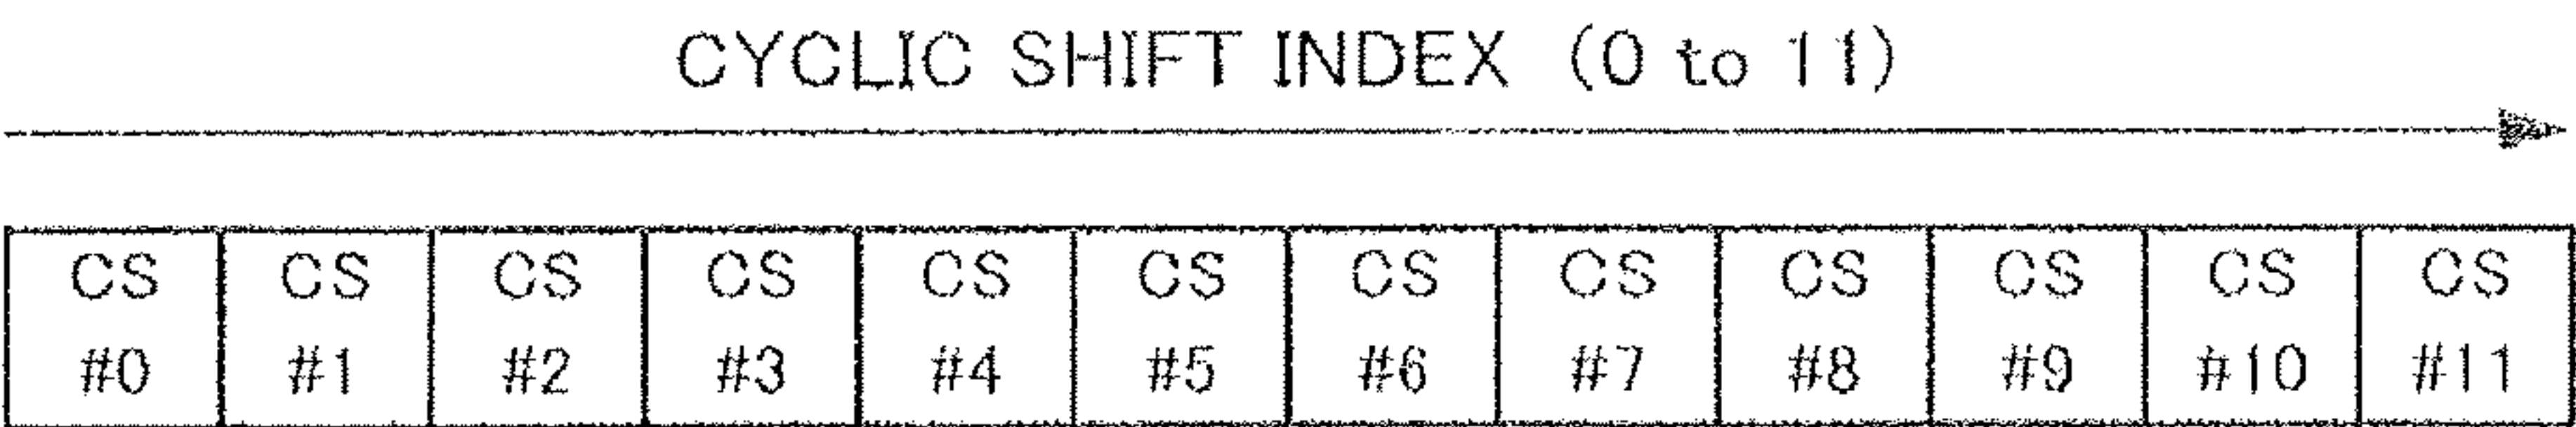 CYCLIC SHIFT INDEX (0 to 11)
CS CS CS CS CS CS CS CS CS CS CS CS
#0 #1 #2 #3 #4 #5 #6 #7 #8 #9 #10 #11